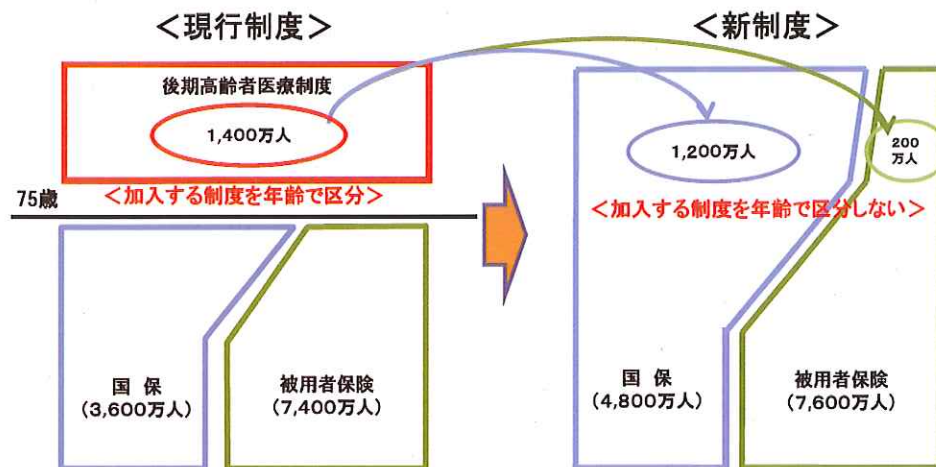 <現行制度>
後期高齢者医療制度
1,400万人
<加入する制度を年齢で区分>
75歳
国 保
(3,600万人)
被用者保険
(7,400万人)
<新制度>
1,200万人
200
万人
<加入する制度を年齢で区分しない>
国 保
(4,800万人)
被用者保険
(7,600万人)